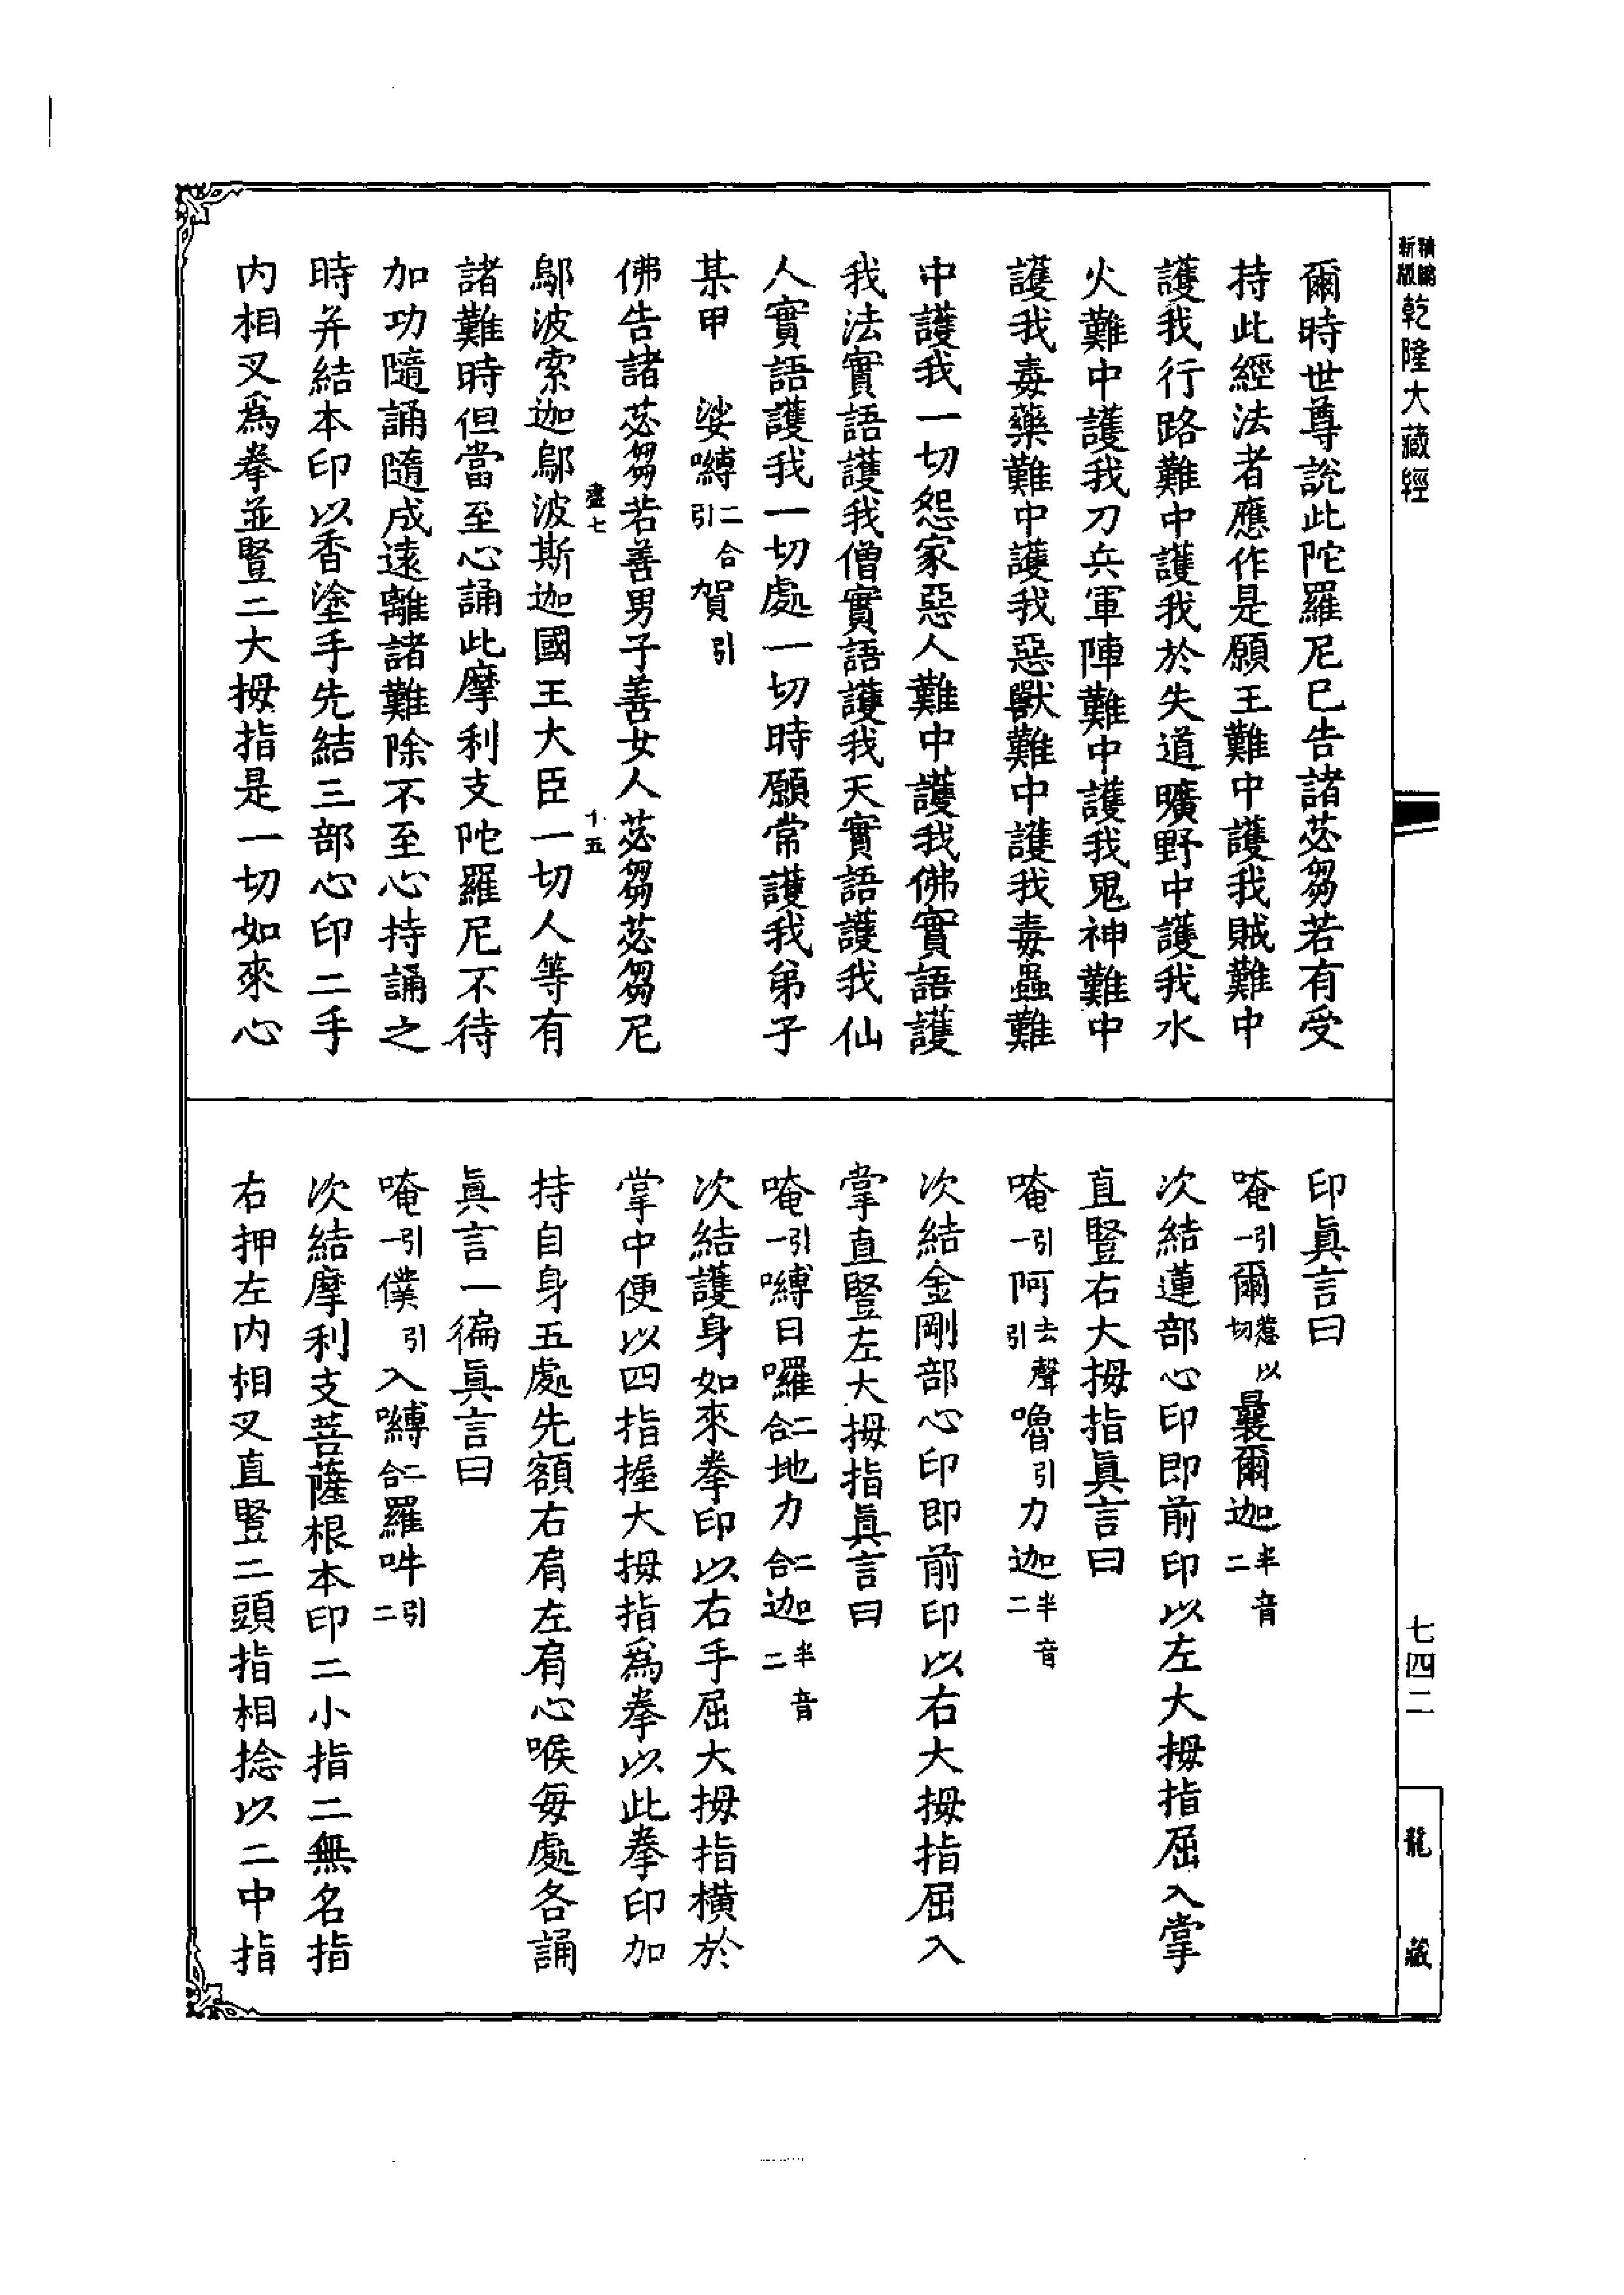 新版 精縮 乾隆大藏經
七四二
龍藏
爾時世尊說此陀羅尼已告諸苾芻若有受
持此經法者應作是願王難中護我賊難中
護我行路難中護我於失道曠野中護我水
火難中護我刀兵軍陣難中護我鬼神難中
護我毒藥難中護我惡獸難中護我毒蟲難
中護我一切怨家惡人難中護我佛實語護
我法實語護我僧實語護我天實語護我仙
人實語護我一切處一切時願常護我弟子
某甲 娑嚩二合引賀引
佛告諸苾芻若善男子善女人苾芻苾芻尼
盡七 十五
鄔波索迦鄔波斯迦國王大臣一切人等有
諸難時但當至心誦此摩利支陀羅尼不待
加功隨誦隨成遠離諸難除不至心持誦之
時并結本印以香塗手先結三部心印二手
内相叉爲拳並豎二大拇指是一切如來心
印眞言曰
唵引一爾惹以切曩爾迦半音二
次結蓮部心印即前印以左大拇指屈入掌
直豎右大拇指眞言曰
唵引一阿去聲引嚕引力迦半音二
次結金剛部心印即前印以右大拇指屈入
掌直豎左大拇指眞言曰
唵引一嚩日囉二合地力二合迦半音二
次結護身如來拳印以右手屈大拇指橫於
掌中便以四指握大拇指爲拳以此拳印加
持自身五處先額右肩左肩心喉每處各誦
眞言一徧眞言曰
唵引一僕引入嚩二合羅吽引二
次結摩利支菩薩根本印二小指二無名指
右押左内相叉直豎二頭指相捻以二中指